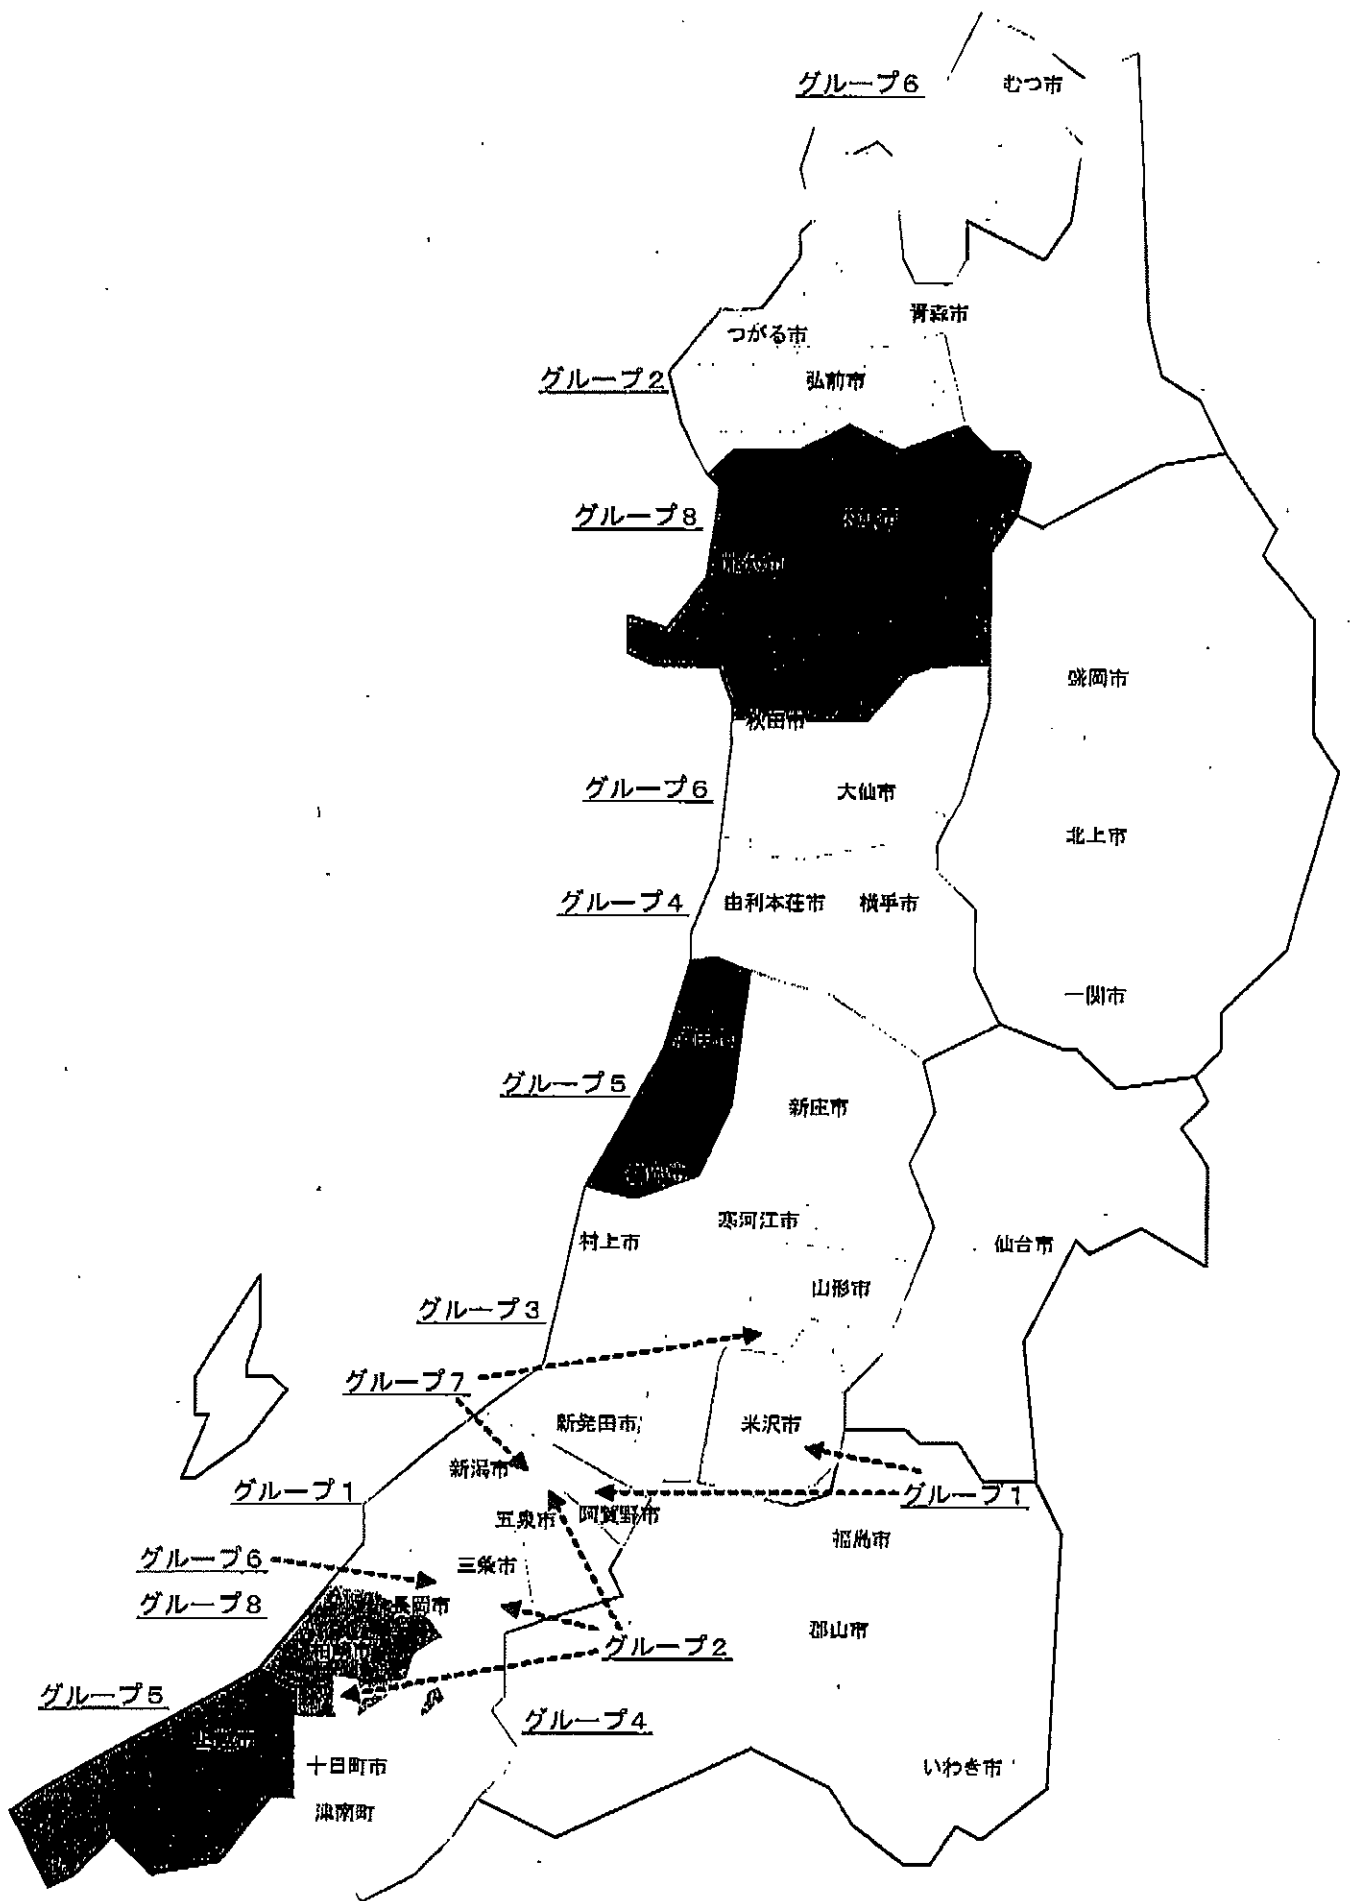 グループ6
むつ市
青森市
つがる市
グループ2
弘前市
グループ8
盛岡市
秋田市
グループ6
大仙市
北上市
グループ4
由利本荘市
横手市
一関市
グループ5
新庄市
寒河江市
村上市
仙台市
山形市
グループ3
グループ7
新発田市
米沢市
新潟市
グループ1
グループ1
五泉市
阿賀野市
福島市
グループ6
三条市
グループ8
長岡市
郡山市
グループ2
柏崎市
グループ5
グループ4
十日町市
いわき市
津南町